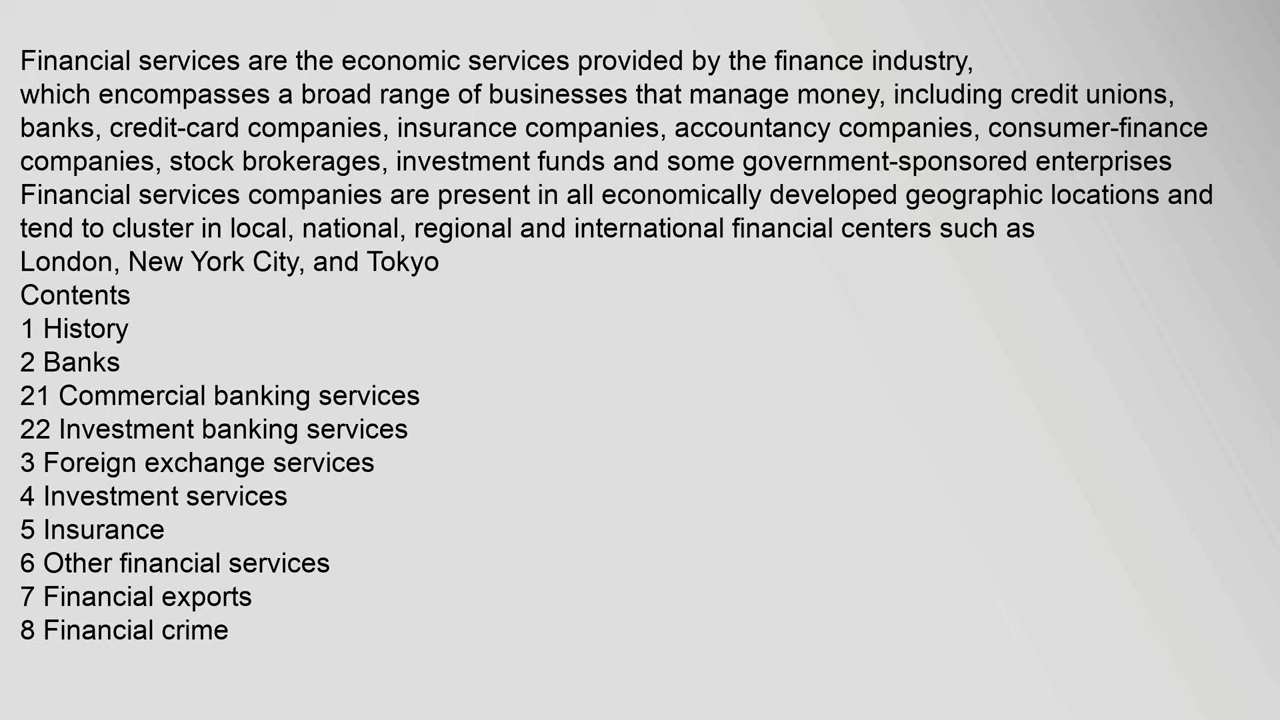 Financial services are the economic services provided by the finance industry,
which encompasses a broad range of businesses that manage money, including credit unions,
banks, credit-card companies, insurance companies, accountancy companies, consumer-finance
companies, stock brokerages, investment funds and some government-sponsored enterprises
Financial services companies are present in all economically developed geographic locations and
tend to cluster in local, national, regional and international financial centers such as
London, New York City, and Tokyo
Contents
1 History
2 Banks
21 Commercial banking services
22 Investment banking services
3 Foreign exchange services
4 Investment services
5 Insurance
6 Other financial services
7 Financial exports
8 Financial crime